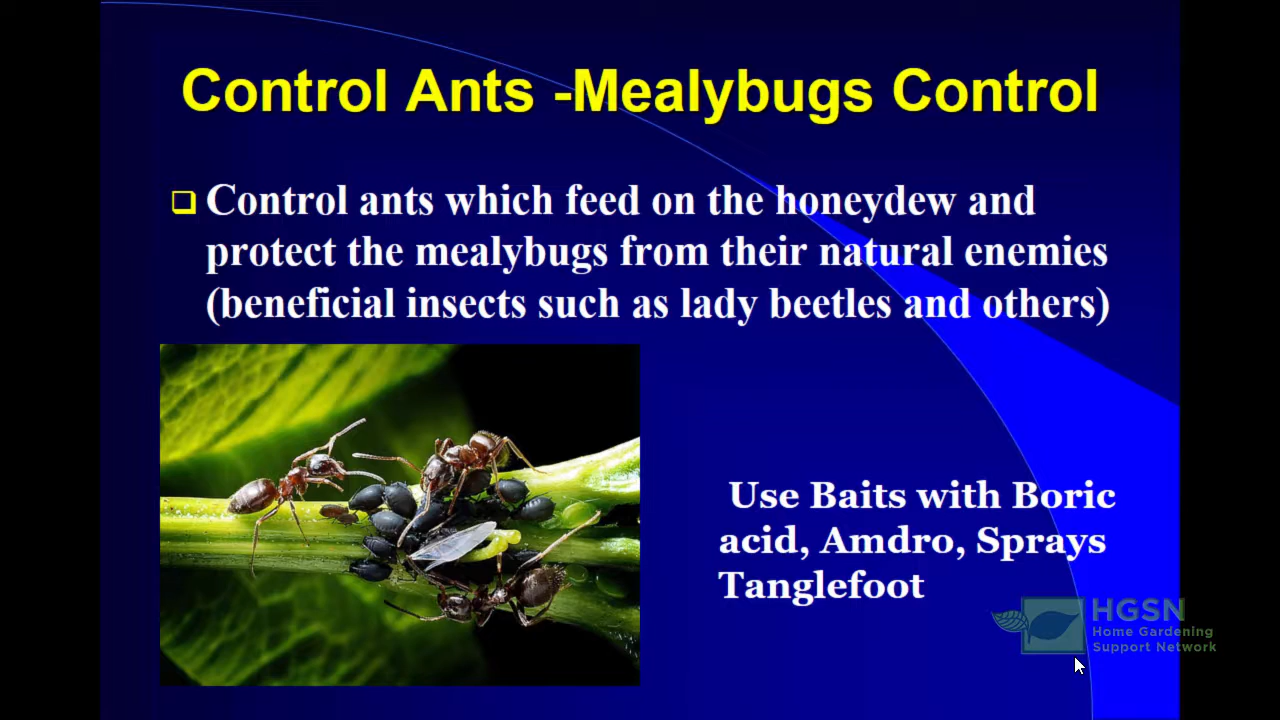 Control Ants -Mealybugs Control
Control ants which feed on the honeydew and
protect the mealybugs from their natural enemies
(beneficial insects such as lady beetles and others)
Use Baits with Boric
acid, Amdro, Sprays
Tanglefoot
HGSN
Home Gardening
Support Network